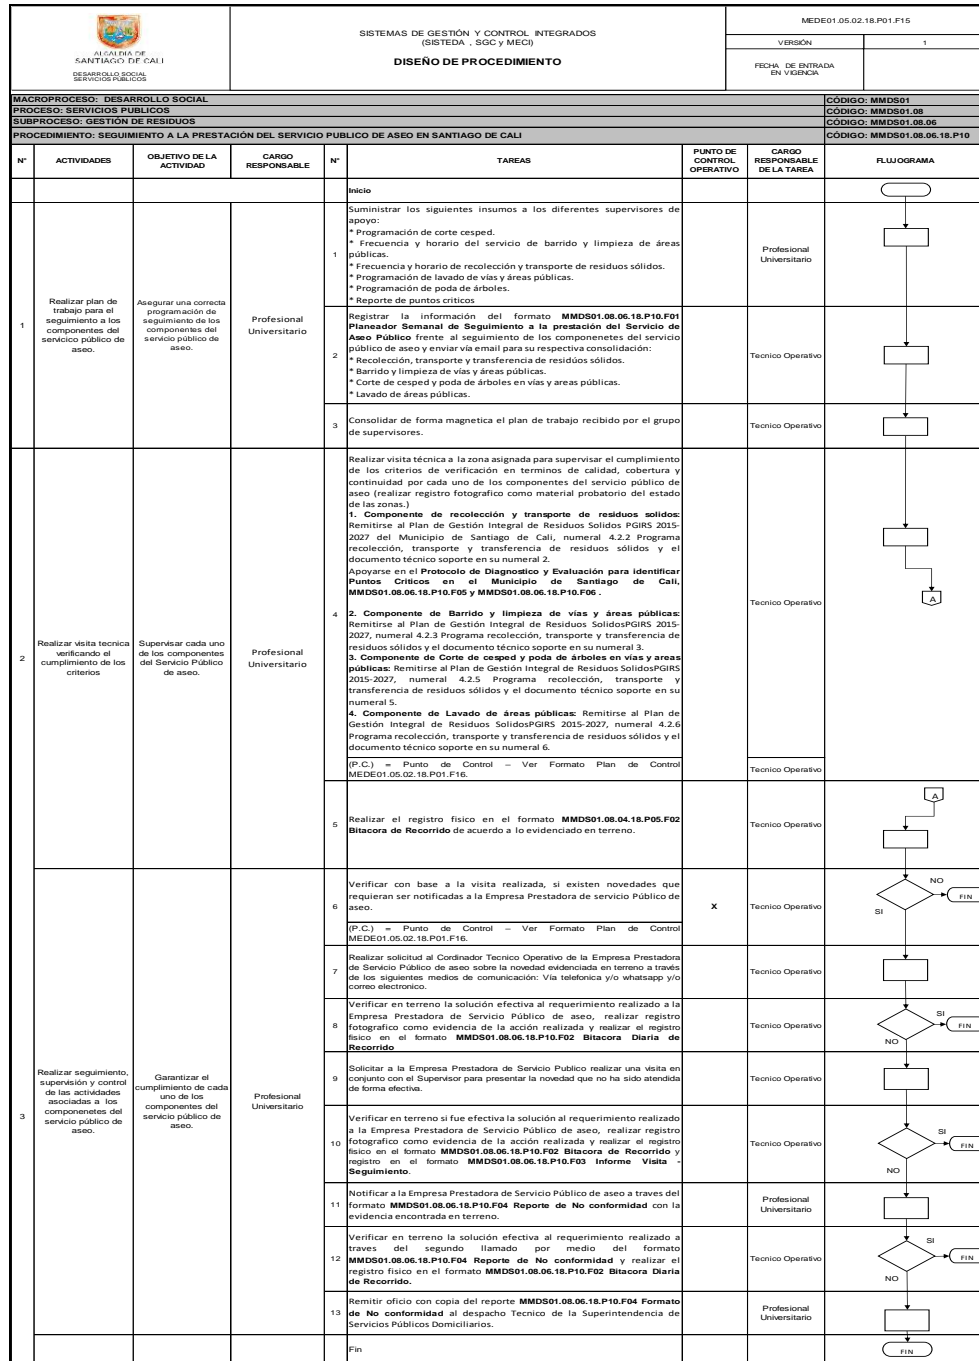 ALCALDIA DE
SANTIAGO DE CALI
DESARROLLO SOCIAL
SERVICIOS PÚBLICOS
SISTEMAS DE GESTIÓN Y CONTROL INTEGRADOS
(SISTEDA , SGC y MECI)
DISEÑO DE PROCEDIMIENTO
MEDE01.05.02.18.P01.F15
VERSIÓN
1
FECHA DE ENTRADA
EN VIGENCIA
MACROPROCESO: DESARROLLO SOCIAL
CÓDIGO: MMDS01
PROCESO: SERVICIOS PUBLICOS
CÓDIGO: MMDS01.08
SUBPROCESO: GESTIÓN DE RESIDUOS
CÓDIGO: MMDS01.08.06
PROCEDIMIENTO: SEGUIMIENTO A LA PRESTACIÓN DEL SERVICIO PUBLICO DE ASEO EN SANTIAGO DE CALI
CÓDIGO: MMDS01.08.06.18.P10
N°
ACTIVIDADES
OBJETIVO DE LA
ACTIVIDAD
CARGO
RESPONSABLE
N°
TAREAS
PUNTO DE
CONTROL
OPERATIVO
CARGO
RESPONSABLE
DE LA TAREA
FLUJOGRAMA
Inicio
1
Realizar plan de
trabajo para el
seguimiento a los
componentes del
servicico público de
aseo.
Asegurar una correcta
programación de
seguimiento de los
componentes del
servicio público de
aseo.
Profesional
Universitario
1
Suministrar los siguientes insumos a los diferentes supervisores de
apoyo:
* Programación de corte cesped.
* Frecuencia y horario del servicio de barrido y limpieza de áreas
públicas.
* Frecuencia y horario de recolección y transporte de residuos sólidos.
* Programación de lavado de vías y áreas públicas.
* Programación de poda de árboles.
* Reporte de puntos criticos
Profesional
Universitario
2
Registrar la información del formato MMDS01.08.06.18.P10.F01
Planeador Semanal de Seguimiento a la prestación del Servicio de
Aseo Público frente al seguimiento de los componenetes del servicio
público de aseo y enviar vía email para su respectiva consolidación:
* Recolección, transporte y transferencia de residúos sólidos.
* Barrido y limpieza de vías y áreas públicas.
* Corte de cesped y poda de árboles en vías y areas públicas.
* Lavado de áreas públicas.
Tecnico Operativo
3
Consolidar de forma magnetica el plan de trabajo recibido por el grupo
de supervisores.
Tecnico Operativo
2
Realizar visita tecnica
verificando el
cumplimiento de los
criterios
Supervisar cada uno
de los componentes
del Servicio Público
de aseo.
Profesional
Universitario
4
Realizar visita técnica a la zona asignada para supervisar el cumplimiento
de los criterios de verificación en terminos de calidad, cobertura y
continuidad por cada uno de los componentes del servicio público de
aseo (realizar registro fotografico como material probatorio del estado
de las zonas.)
1. Componente de recolección y transporte de residuos solidos:
Remitirse al Plan de Gestión Integral de Residuos Solidos PGIRS 2015-
2027 del Municipio de Santiago de Cali, numeral 4.2.2 Programa
recolección, transporte y transferencia de residuos sólidos y el
documento técnico soporte en su numeral 2.
Apoyarse en el Protocolo de Diagnostico y Evaluación para identificar
Puntos Criticos en el Municipio de Santiago de Cali,
MMDS01.08.06.18.P10.F05 y MMDS01.08.06.18.P10.F06 .
2. Componente de Barrido y limpieza de vías y áreas públicas:
Remitirse al Plan de Gestión Integral de Residuos SolidosPGIRS 2015-
2027, numeral 4.2.3 Programa recolección, transporte y transferencia de
residuos sólidos y el documento técnico soporte en su numeral 3.
3. Componente de Corte de cesped y poda de árboles en vías y areas
públicas: Remitirse al Plan de Gestión Integral de Residuos SolidosPGIRS
2015-2027, numeral 4.2.5 Programa recolección, transporte y
transferencia de residuos sólidos y el documento técnico soporte en su
numeral 5.
4. Componente de Lavado de áreas públicas: Remitirse al Plan de
Gestión Integral de Residuos SolidosPGIRS 2015-2027, numeral 4.2.6
Programa recolección, transporte y transferencia de residuos sólidos y el
documento técnico soporte en su numeral 6.
Tecnico Operativo
A
(P.C.) = Punto de Control – Ver Formato Plan de Control
MEDE01.05.02.18.P01.F16.
Tecnico Operativo
5
Realizar el registro fisico en el formato MMDS01.08.04.18.P05.F02
Bitacora de Recorrido de acuerdo a lo evidenciado en terreno.
Tecnico Operativo
A
3
Realizar seguimiento,
supervisión y control
de las actividades
asociadas a los
componenetes del
servicio público de
aseo.
Garantizar el
cumplimiento de cada
uno de los
componentes del
servicio público de
aseo.
Profesional
Universitario
6
Verificar con base a la visita realizada, si existen novedades que
requieran ser notificadas a la Empresa Prestadora de servicio Público de
aseo.
(P.C.) = Punto de Control – Ver Formato Plan de Control
MEDE01.05.02.18.P01.F16.
X
Tecnico Operativo
NO
FIN
SI
7
Realizar solicitud al Cordinador Tecnico Operativo de la Empresa Prestadora
de Servicio Público de aseo sobre la novedad evidenciada en terreno a través
de los siguientes medios de comunicación: Vía telefonica y/o whatsapp y/o
correo electronico.
Tecnico Operativo
8
Verificar en terreno la solución efectiva al requerimiento realizado a la
Empresa Prestadora de Servicio Público de aseo, realizar registro
fotografico como evidencia de la acción realizada y realizar el registro
fisico en el formato MMDS01.08.06.18.P10.F02 Bitacora Diaria de
Recorrido
Tecnico Operativo
SI
FIN
NO
9
Solicitar a la Empresa Prestadora de Servicio Publico realizar una visita en
conjunto con el Supervisor para presentar la novedad que no ha sido atendida
de forma efectiva.
Tecnico Operativo
10
Verificar en terreno si fue efectiva la solución al requerimiento realizado
a la Empresa Prestadora de Servicio Público de aseo, realizar registro
fotografico como evidencia de la acción realizada y realizar el registro
fisico en el formato MMDS01.08.06.18.P10.F02 Bitacora de Recorrido y
registro en el formato MMDS01.08.06.18.P10.F03 Informe Visita -
Seguimiento.
Tecnico Operativo
SI
FIN
NO
11
Notificar a la Empresa Prestadora de Servicio Público de aseo a traves del
formato MMDS01.08.06.18.P10.F04 Reporte de No conformidad con la
evidencia encontrada en terreno.
Profesional
Universitario
12
Verificar en terreno la solución efectiva al requerimiento realizado a
traves del segundo llamado por medio del formato
MMDS01.08.06.18.P10.F04 Reporte de No conformidad y realizar el
registro fisico en el formato MMDS01.08.06.18.P10.F02 Bitacora Diaria
de Recorrido.
Tecnico Operativo
SI
FIN
NO
13
Remitir oficio con copia del reporte MMDS01.08.06.18.P10.F04 Formato
de No conformidad al despacho Tecnico de la Superintendencia de
Servicios Públicos Domiciliarios.
Profesional
Universitario
Fin
FIN